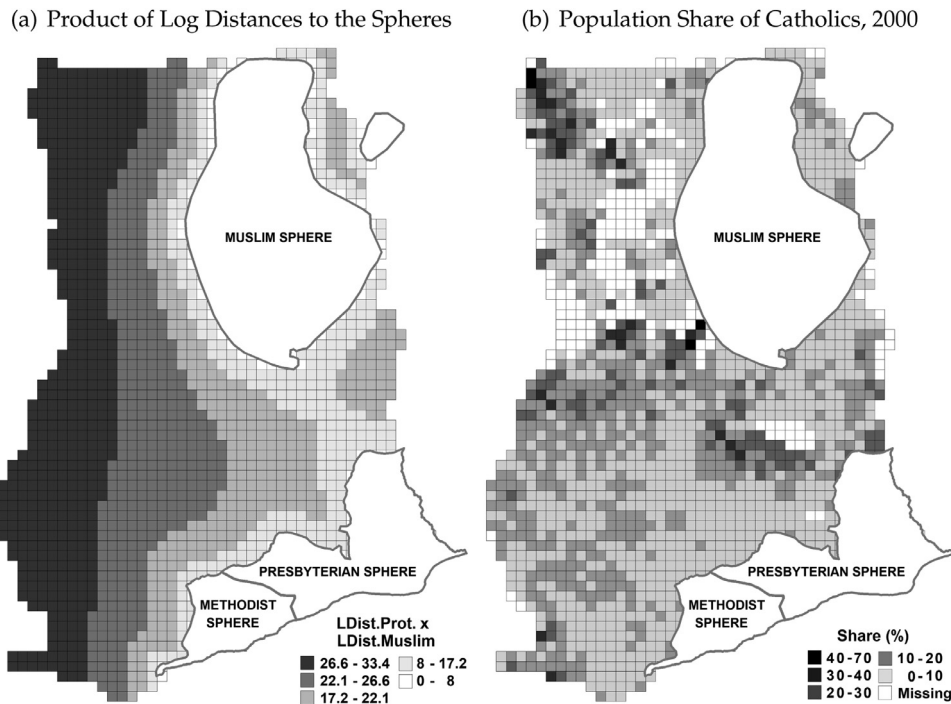 (a) Product of Log Distances to the Spheres
(b) Population Share of Catholics, 2000
MUSLIM SPHERE
PRESBYTERIAN SPHERE
METHODIST
SPHERE
LDist.Prot. x
LDist.Muslim
26.6 - 33.4
8 - 17.2
22.1 - 26.6
0 - 8
17.2 - 22.1
MUSLIM SPHERE
PRESBYTERIAN SPHERE
METHODIST
SPHERE
Share (%)
40 - 70
10 - 20
30 - 40
0 - 10
20 - 30
Missing